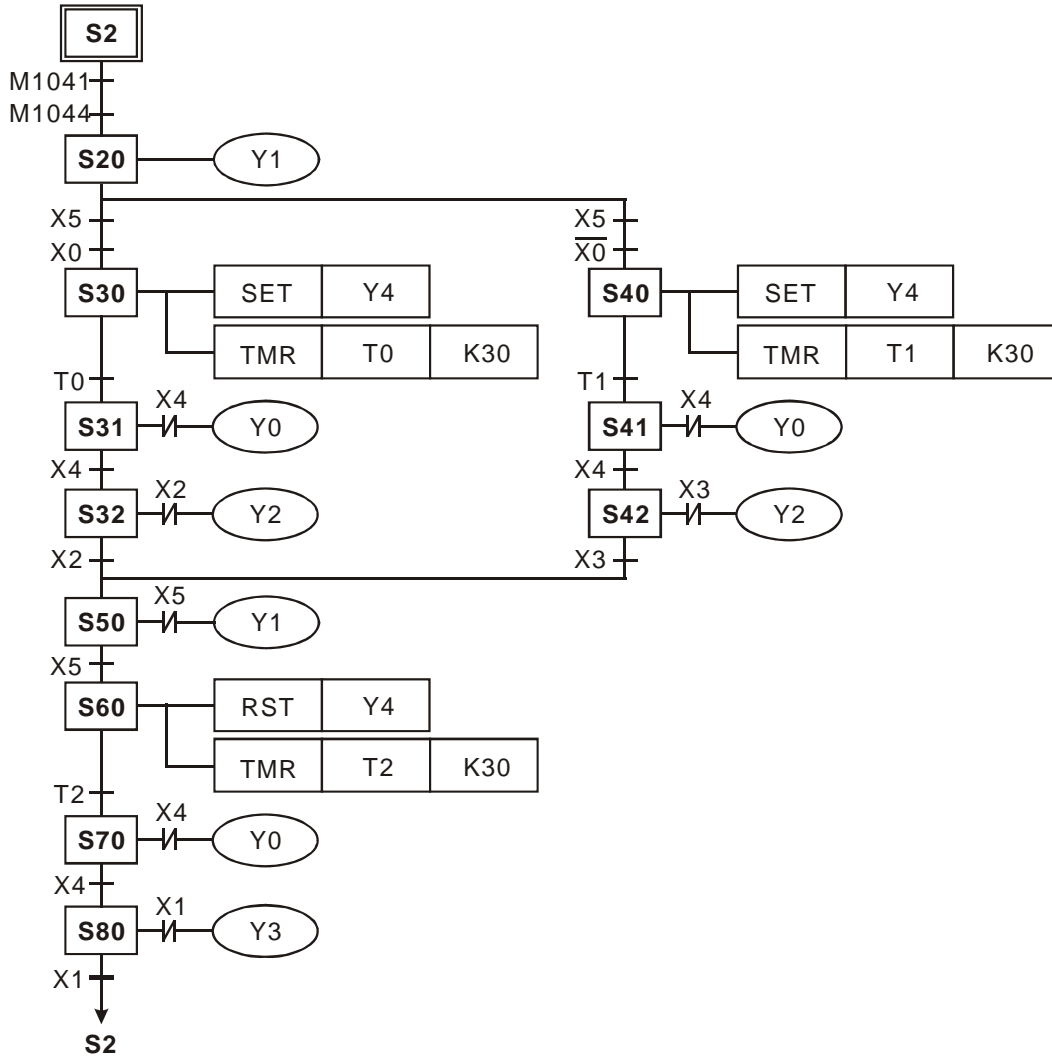 S2
M1041
M1044
S20 Y1
X5 X5
X0 X̅0̅
S30 SET Y4 S40 SET Y4
TMR T0 K30 TMR T1 K30
T0 T1
X4 X4
S31 Y0 S41 Y0
X4 X4
X2 X3
S32 Y2 S42 Y2
X2 X3
X5
S50 Y1
X5
S60 RST Y4
TMR T2 K30
T2
X4
S70 Y0
X4
X1
S80 Y3
X1
S2